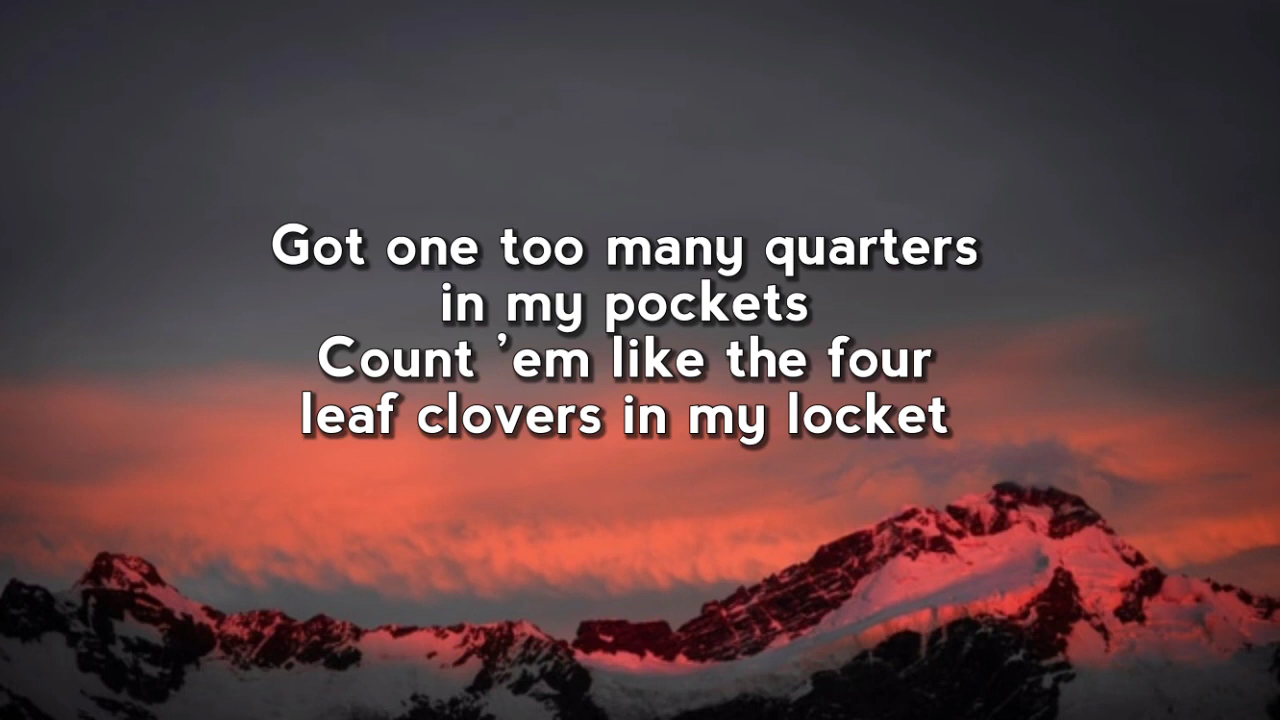 Got one too many quarters
in my pockets
Count ’em like the four
leaf clovers in my locket